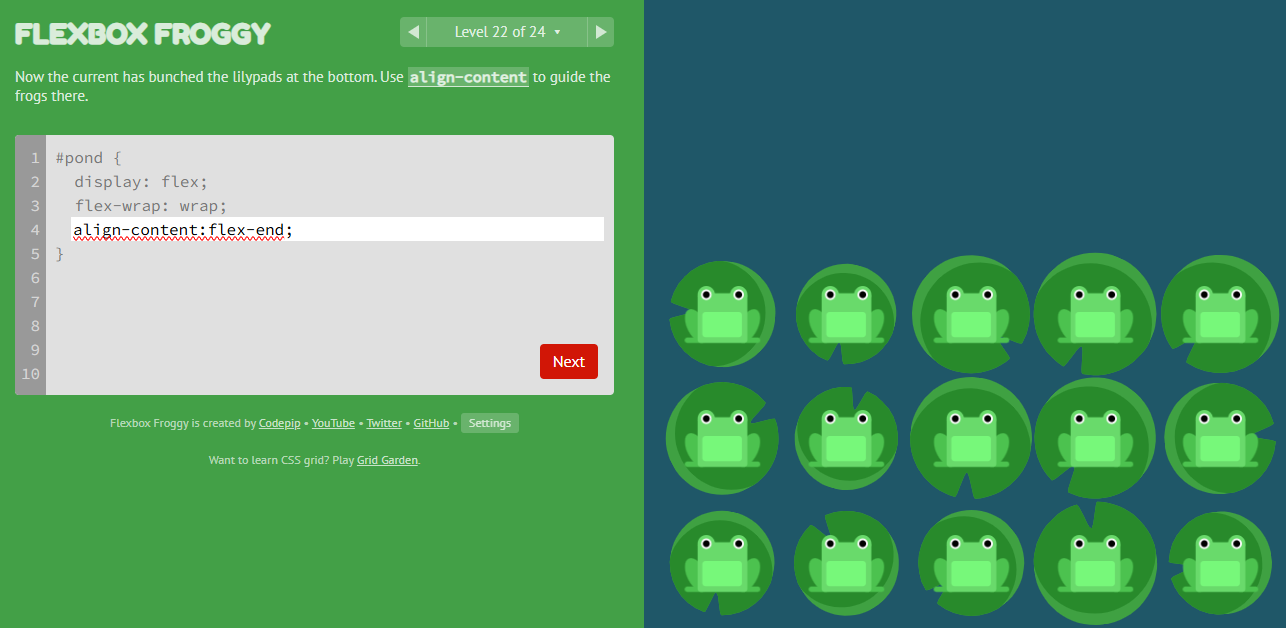 FLEXBOX FROGGY
Level 22 of 24
Now the current has bunched the lilypads at the bottom. Use align-content to guide the
frogs there.
1 #pond {
2 display: flex;
3 flex-wrap: wrap;
4 align-content:flex-end;
5 }
6
7
8
9
10
Next
Flexbox Froggy is created by Codepip • YouTube • Twitter • GitHub • Settings
Want to learn CSS grid? Play Grid Garden.